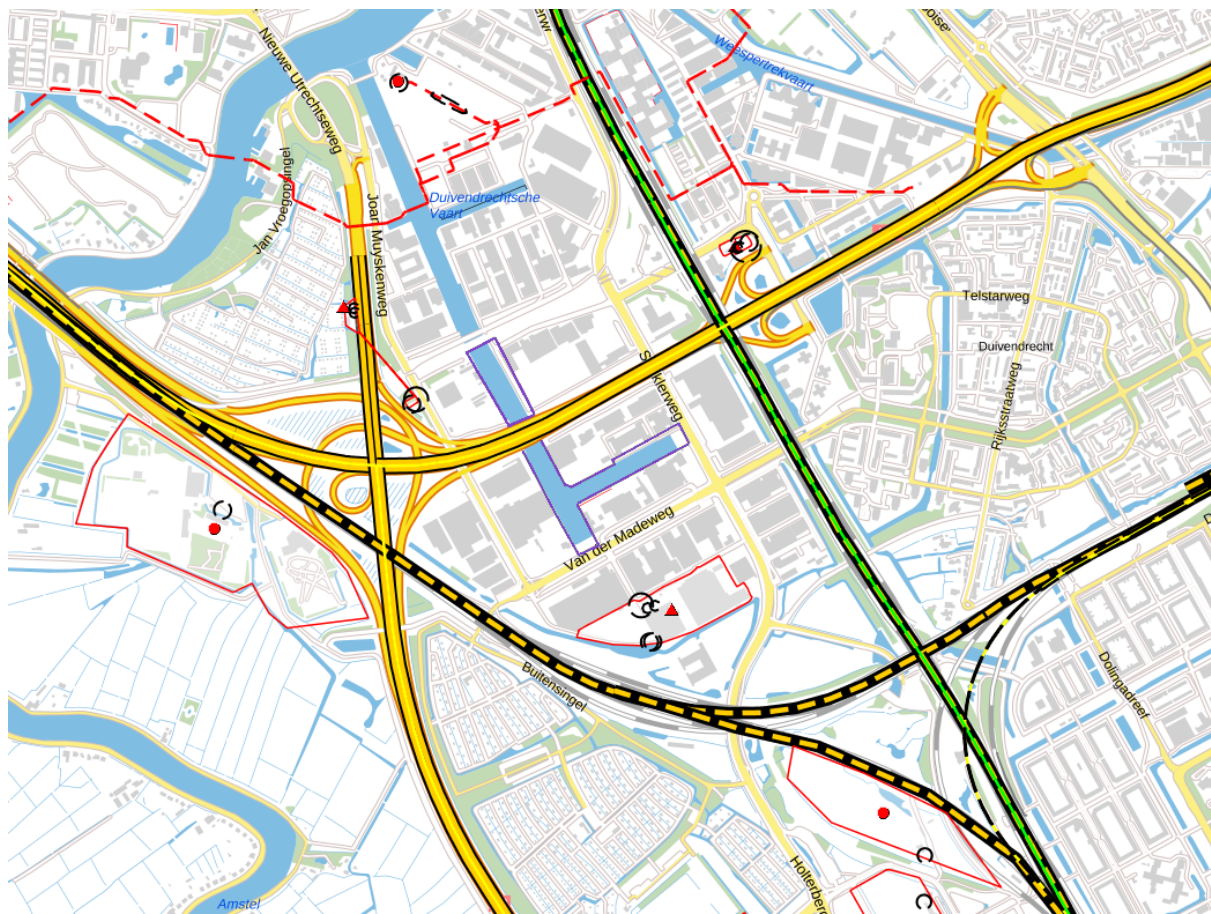 Nieuwe Utrechtseweg
Weespertrekvaart
Jan Vroegopsingel
Joan Muyskenweg
Duivendrechtsche
Vaart
Telstarweg
Duivendrecht
Rijksstraatweg
Van der Madeweg
Buitensingel
Dolingadreef
Amstel